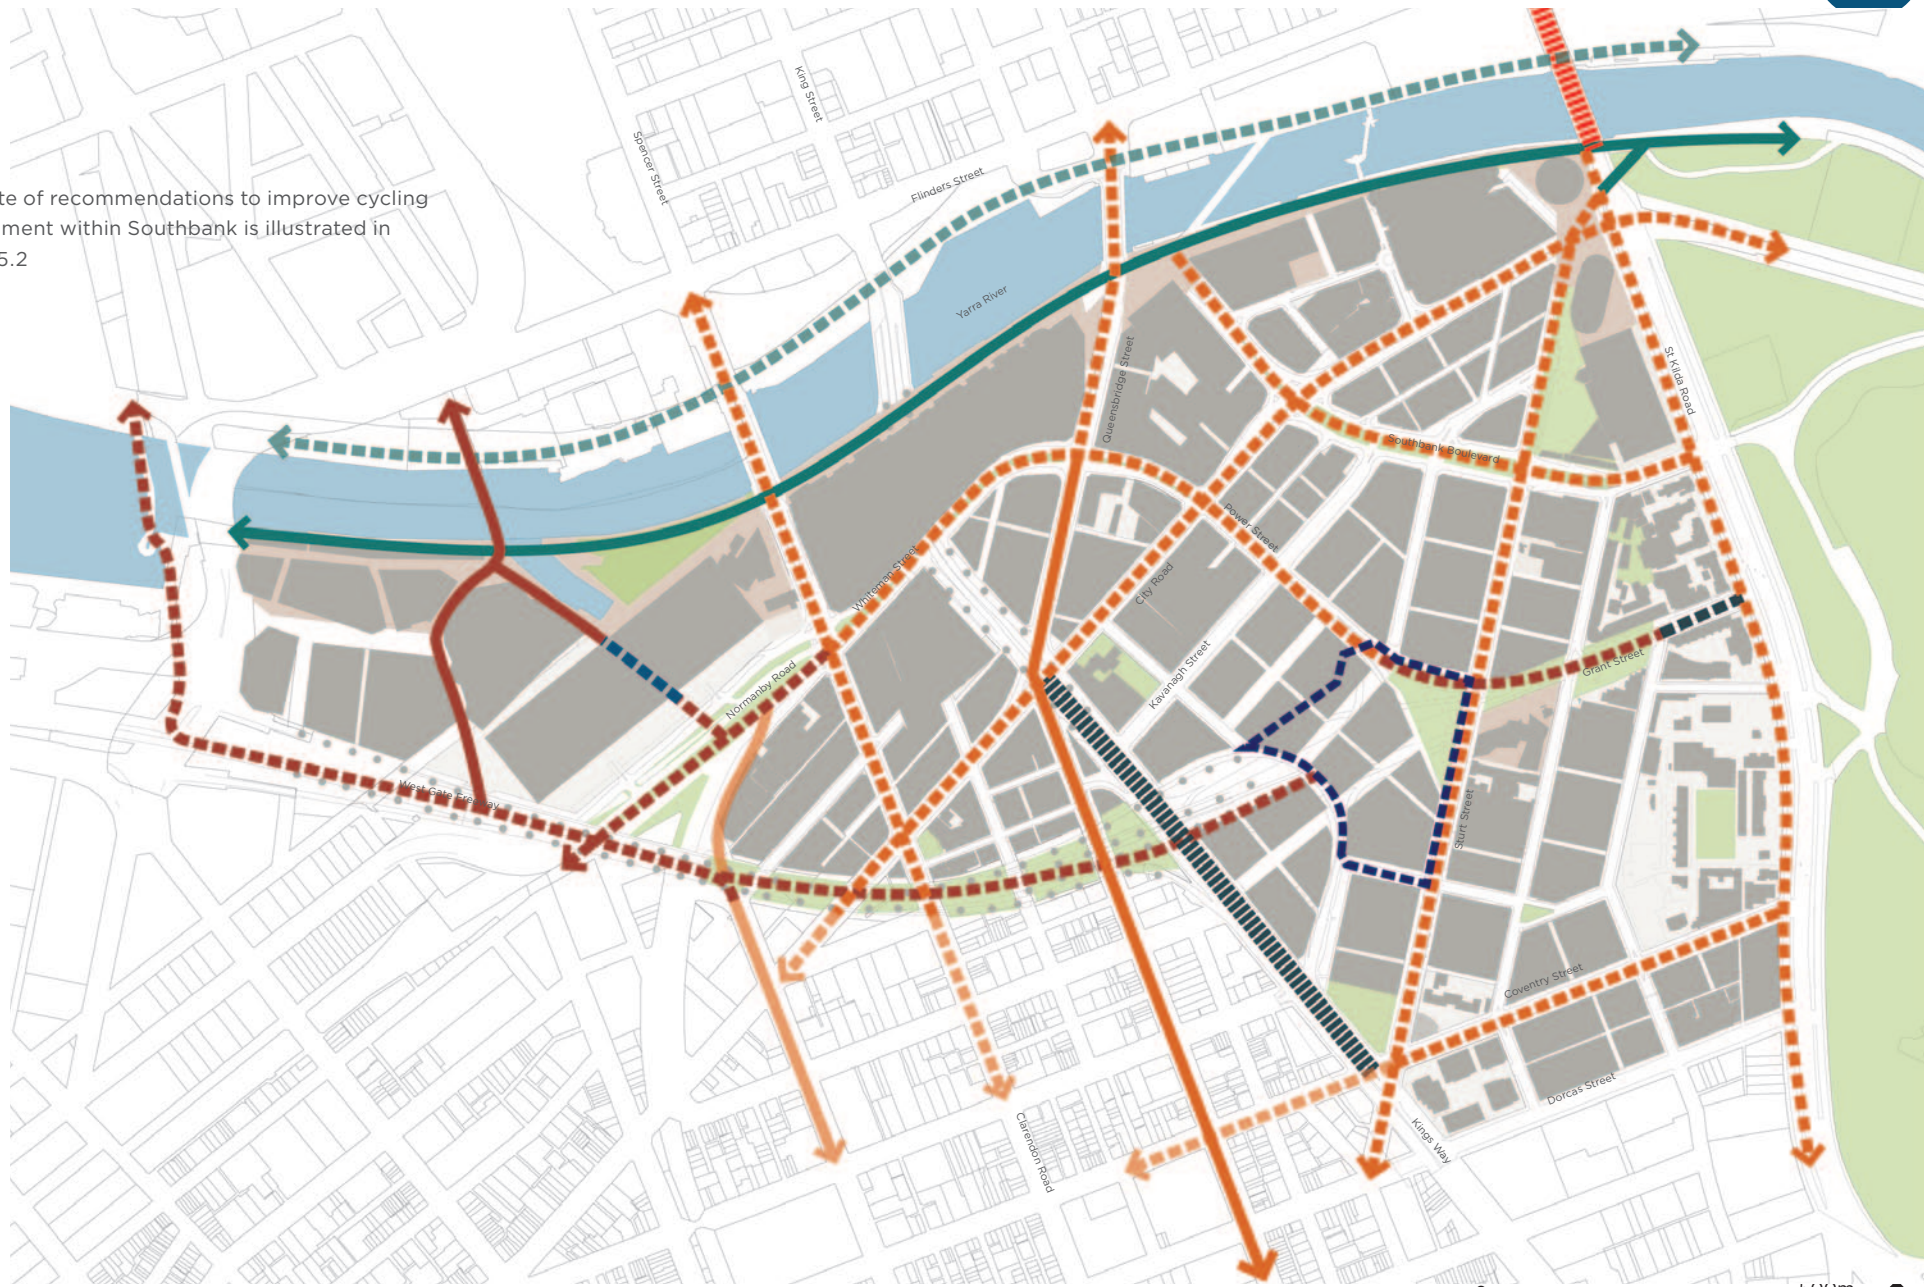 te of recommendations to improve cycling
ment within Southbank is illustrated in
5.2
King Street
Spencer Street
Flinders Street
Yarra River
Queensbridge Street
St Kilda Road
Southbank Boulevard
Power Street
Whiteman Street
City Road
Kavanagh Street
Grant Street
Normanby Road
West Gate Freeway
Sturt Street
Coventry Street
Dorcas Street
Clarendon Road
Kings Way